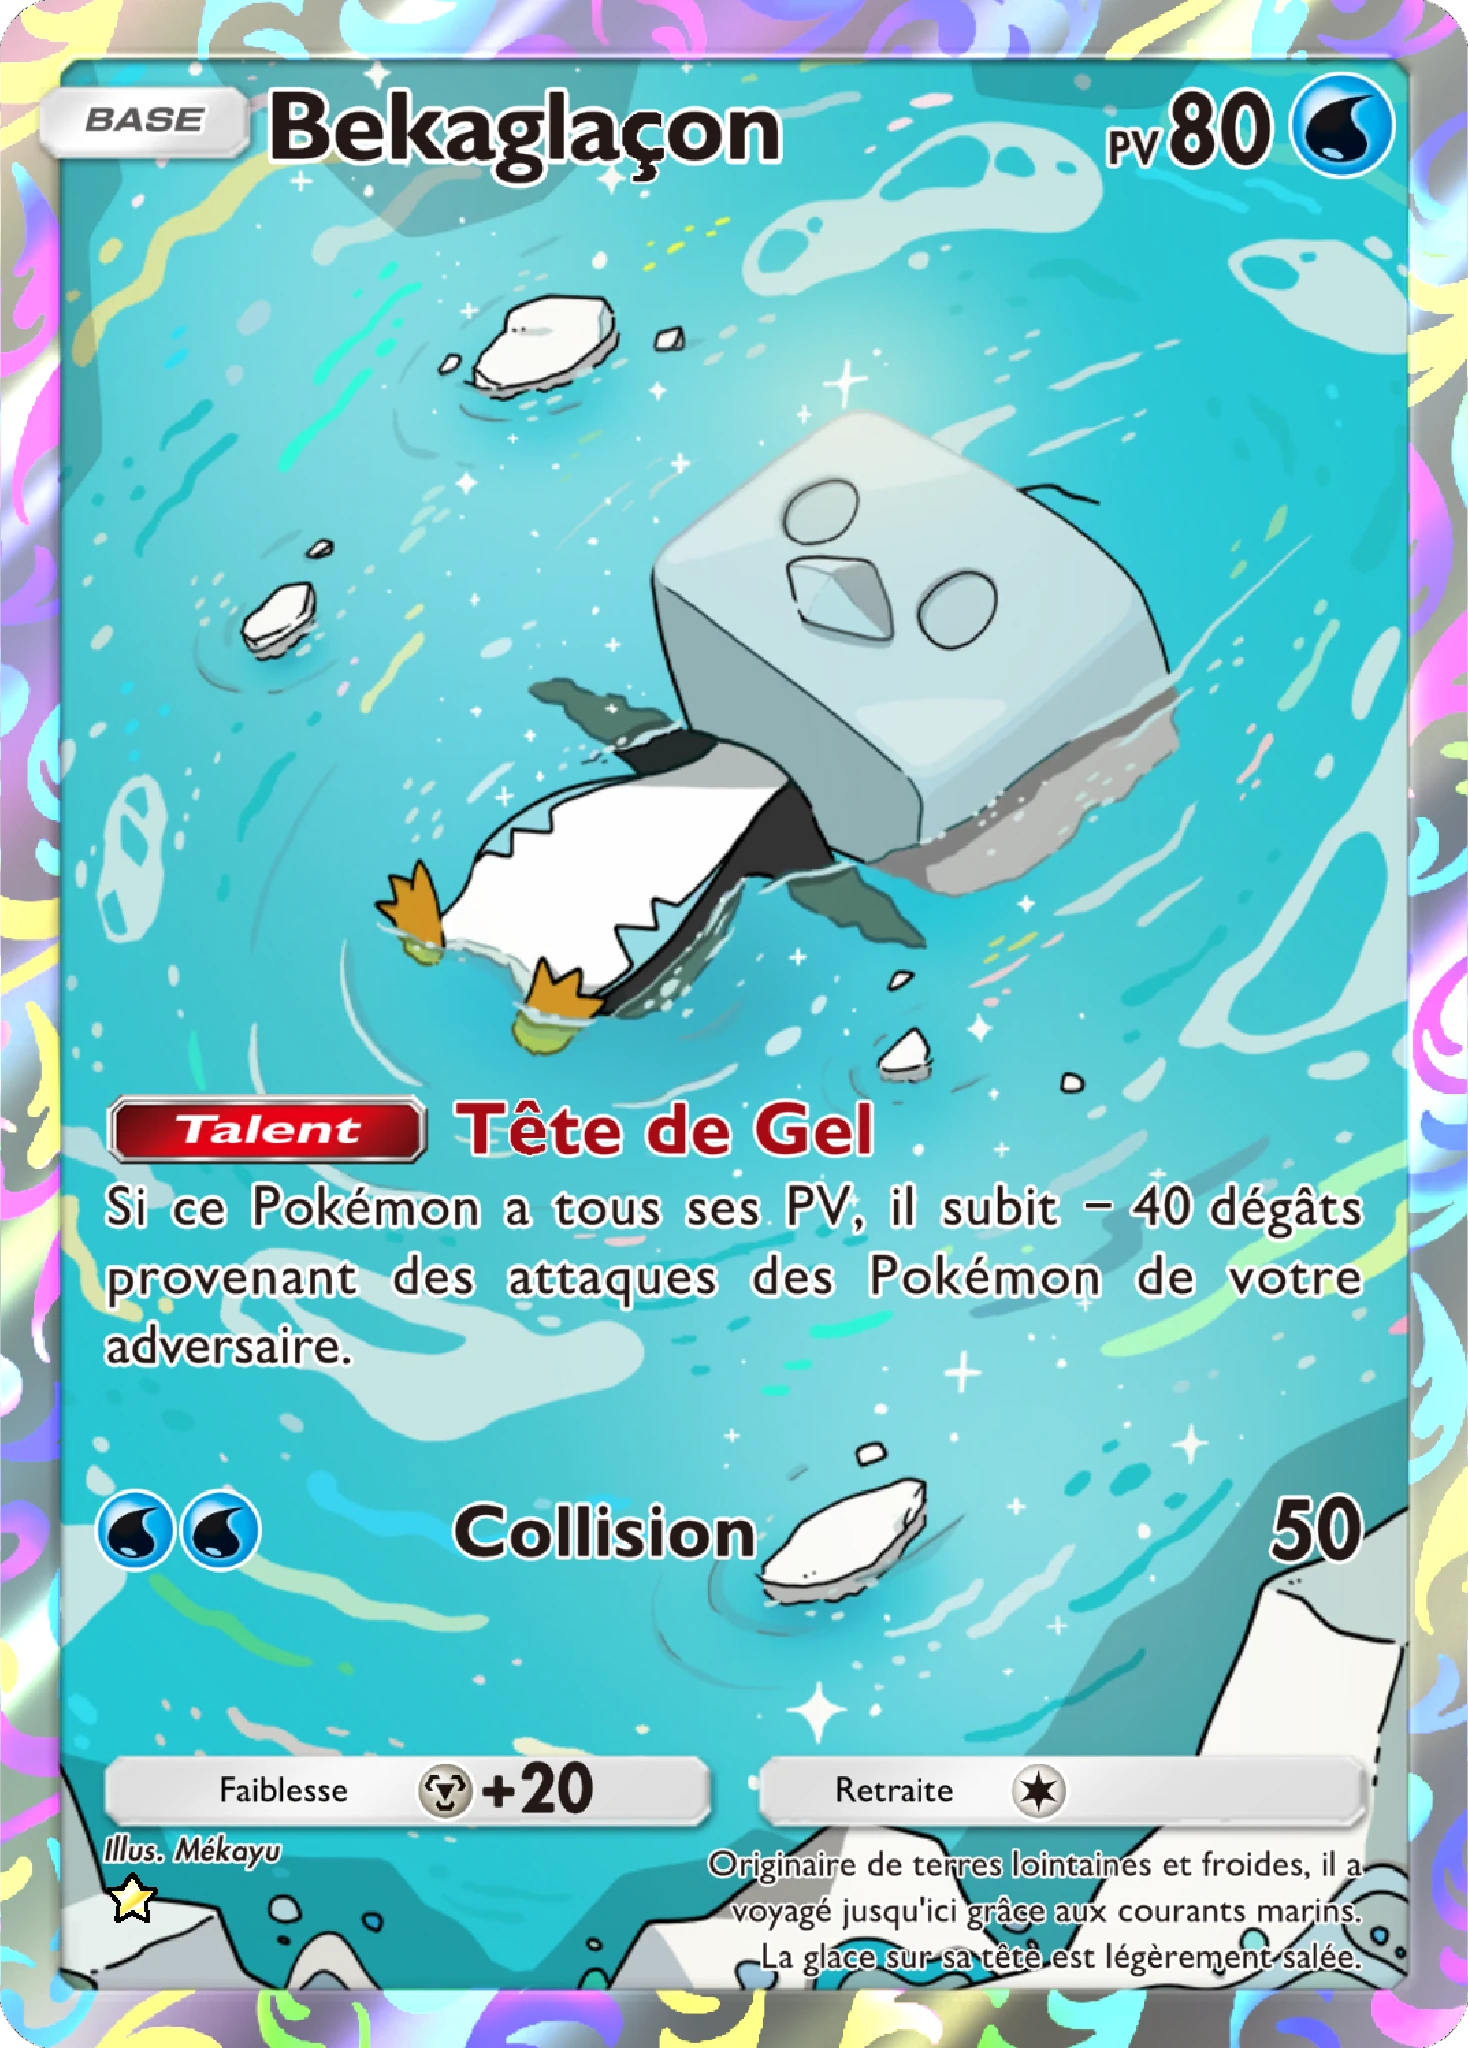 BASE Bekaglaçon PV 80
Talent Tête de Gel
Si ce Pokémon a tous ses PV, il subit – 40 dégâts
provenant des attaques des Pokémon de votre
adversaire.
Collision 50
Faiblesse +20 Retraite
Illus. Mékayu
Originaire de terres lointaines et froides, il a
voyagé jusqu'ici grâce aux courants marins.
La glace sur sa tête est légèrement salée.